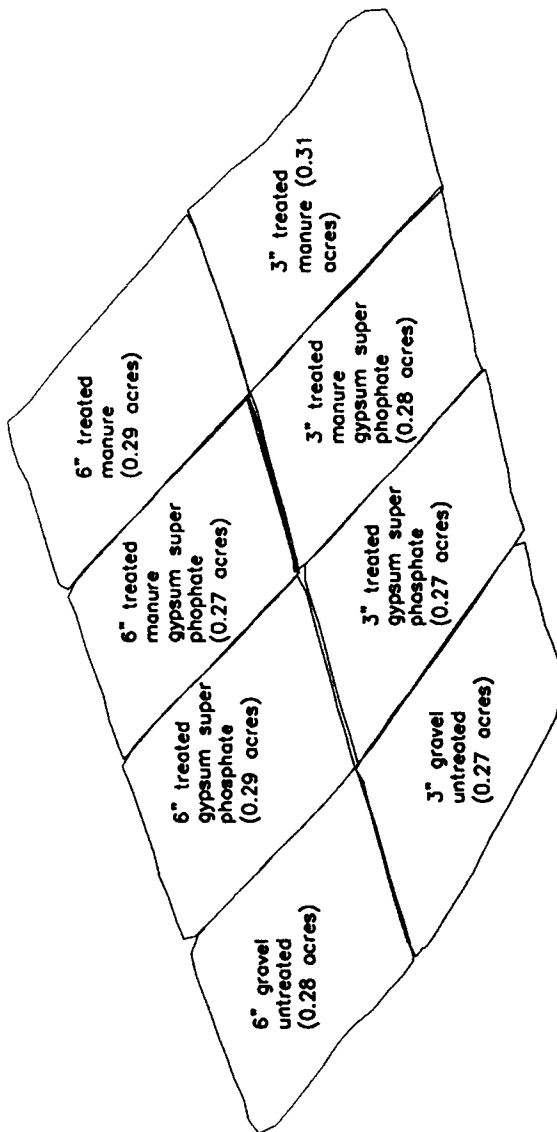 6" gravel
untreated
(0.28 acres)
6" treated
gypsum super
phosphate
(0.29 acres)
6" treated
manure
gypsum super
phophate
(0.27 acres)
6" treated
manure
(0.29 acres)
3" gravel
untreated
(0.27 acres)
3" treated
gypsum super
phosphate
(0.27 acres)
3" treated
manure
gypsum super
phophate
(0.28 acres)
3" treated
manure (0.31
acres)